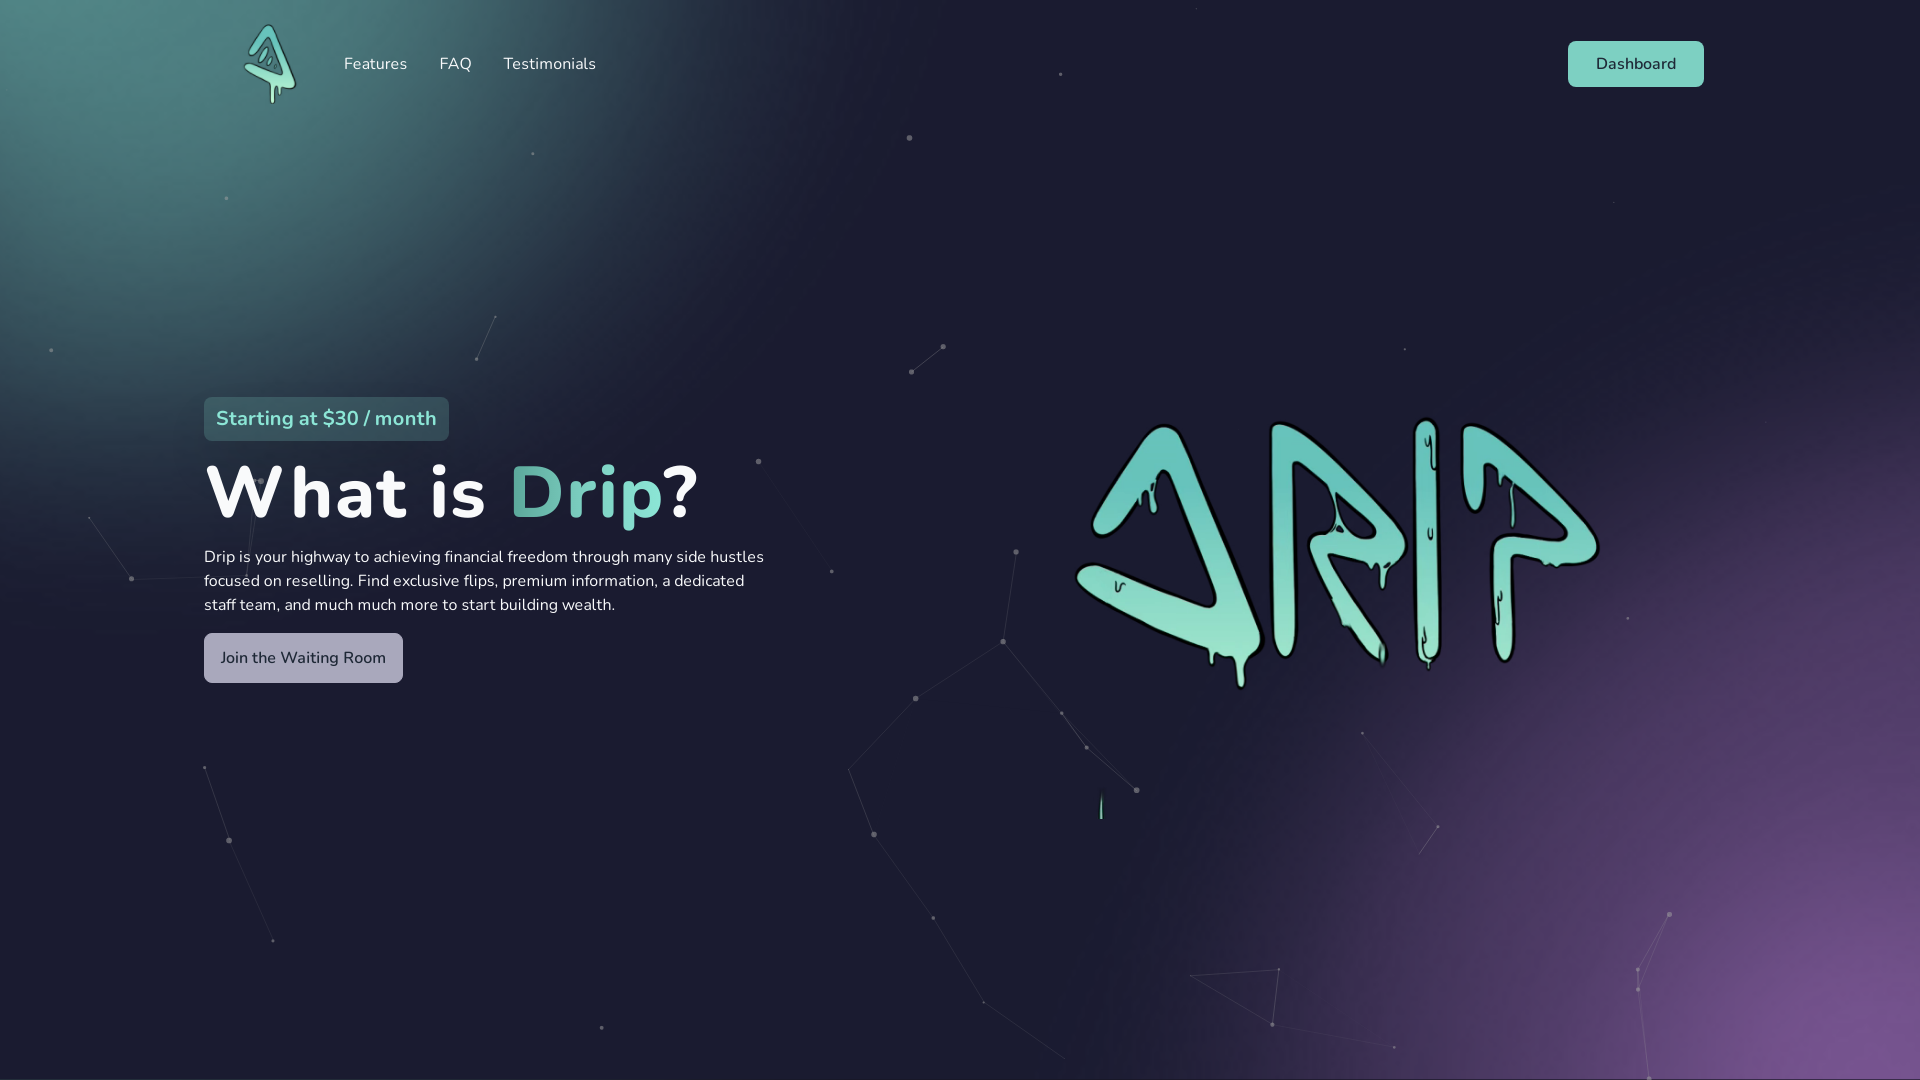 Features FAQ Testimonials Dashboard
Starting at $30 / month
What is Drip?
Drip is your highway to achieving financial freedom through many side hustles
focused on reselling. Find exclusive flips, premium information, a dedicated
staff team, and much much more to start building wealth.
Join the Waiting Room
DRIP